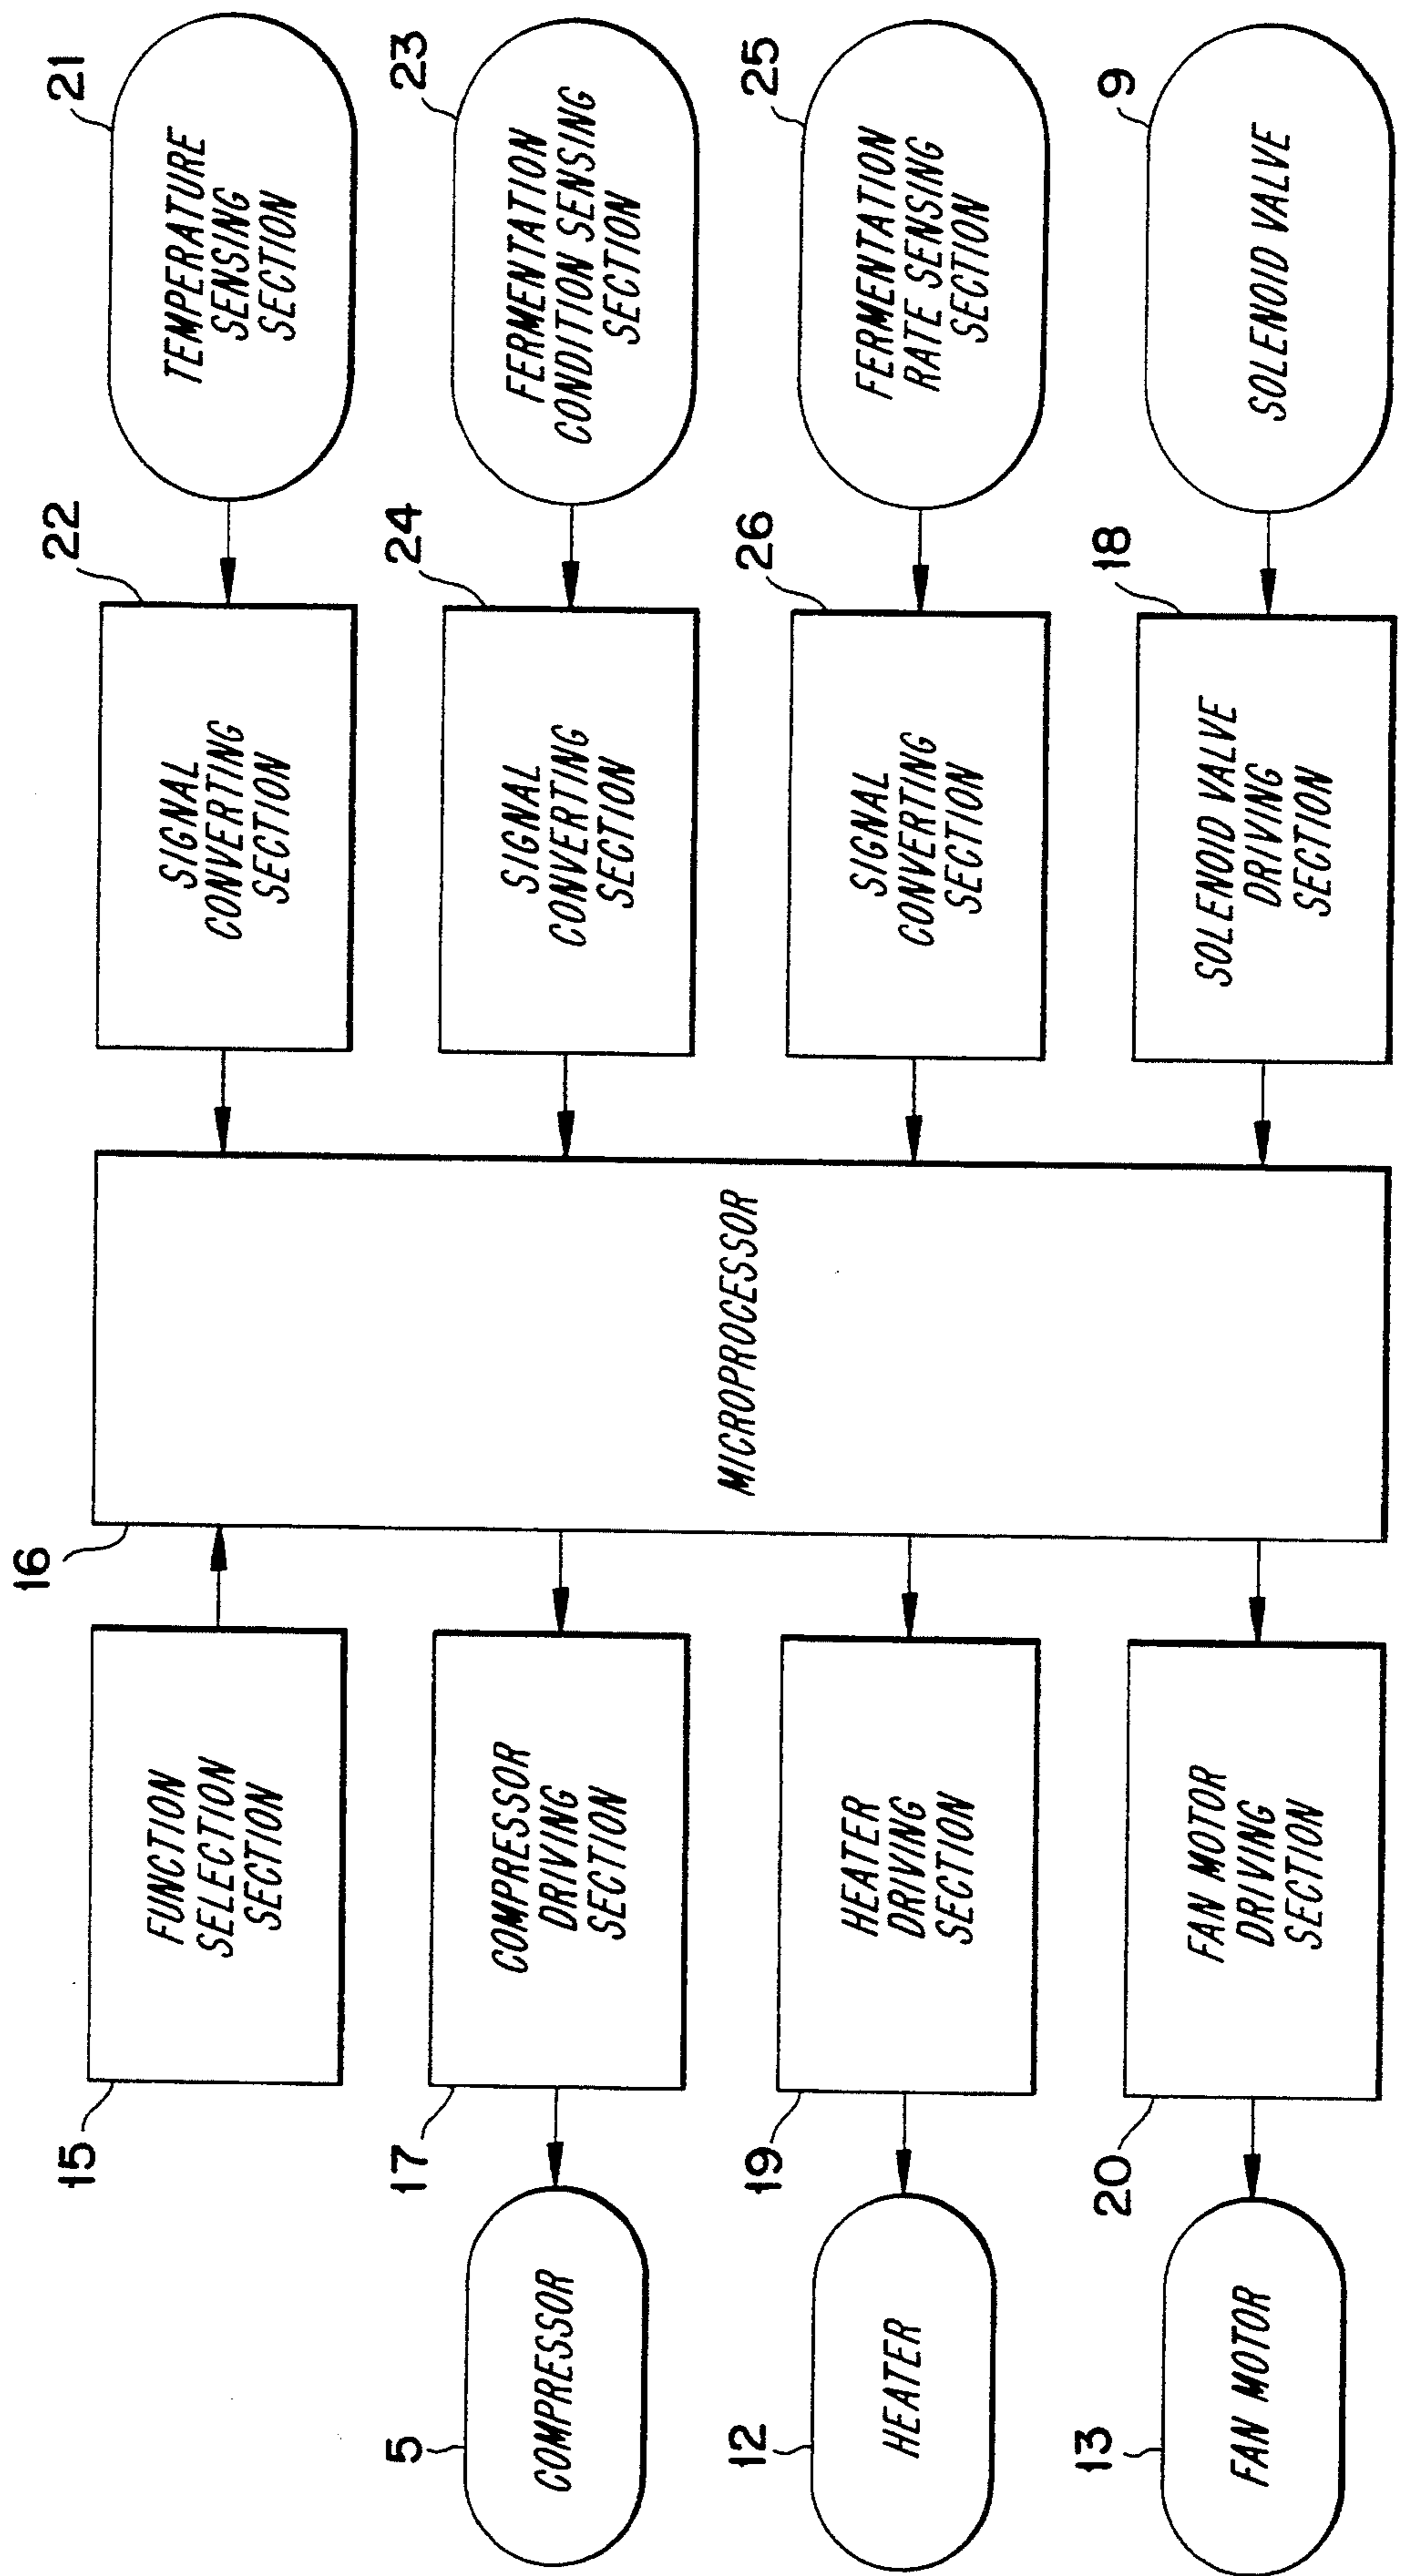 15
FUNCTION
SELECTION
SECTION
16
MICROPROCESSOR
22
SIGNAL
CONVERTING
SECTION
21
TEMPERATURE
SENSING
SECTION
5
COMPRESSOR
17
COMPRESSOR
DRIVING
SECTION
24
SIGNAL
CONVERTING
SECTION
23
FERMENTATION
CONDITION SENSING
SECTION
12
HEATER
19
HEATER
DRIVING
SECTION
26
SIGNAL
CONVERTING
SECTION
25
FERMENTATION
RATE SENSING
SECTION
13
FAN MOTOR
20
FAN MOTOR
DRIVING
SECTION
18
SOLENOID VALVE
DRIVING
SECTION
9
SOLENOID VALVE